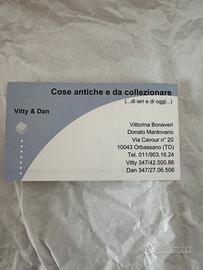 Cose antiche e da collezionare
(...di ieri e di oggi...)
Vitty & Dan
Vittorina Bonaveri
Donato Mantovano
Via Cavour n° 20
10043 Orbassano (TO)
Tel. 011/903.16.24
Vitty 347/42.500.86
Dan 347/27.06.506